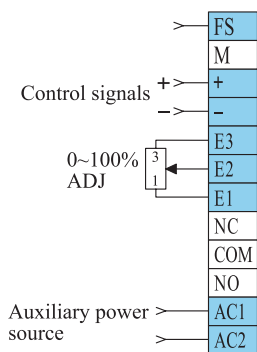 FS
M
Control signals + +
− −
E3
0~100% 3 E2
ADJ 1
E1
NC
COM
NO
Auxiliary power AC1
source AC2